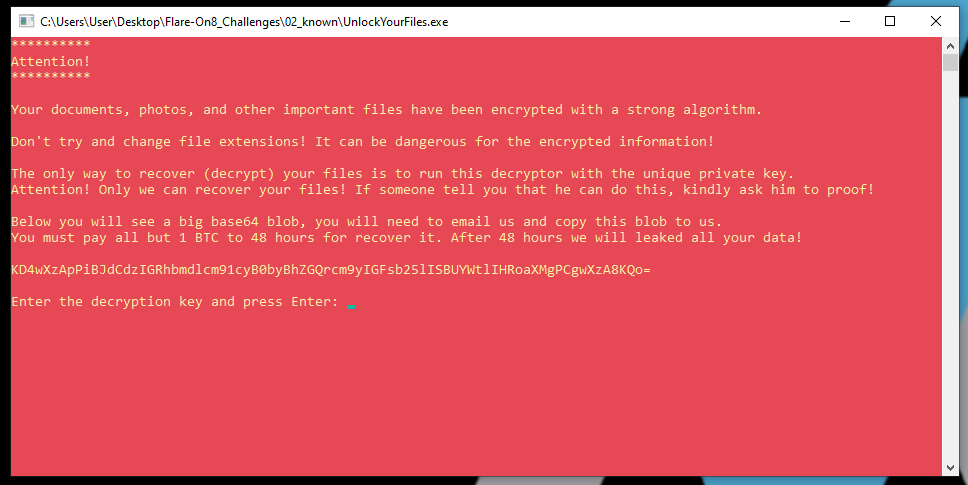 C:\Users\User\Desktop\Flare-On8_Challenges\02_known\UnlockYourFiles.exe
**********
Attention!
**********
Your documents, photos, and other important files have been encrypted with a strong algorithm.
Don't try and change file extensions! It can be dangerous for the encrypted information!
The only way to recover (decrypt) your files is to run this decryptor with the unique private key.
Attention! Only we can recover your files! If someone tell you that he can do this, kindly ask him to proof!
Below you will see a big base64 blob, you will need to email us and copy this blob to us.
You must pay all but 1 BTC to 48 hours for recover it. After 48 hours we will leaked all your data!
KD4wXzApPiBJdCdzIGRhbmdlcm91cyB0byBhZGQrcm9yIGFsb25lISBUYWtlIHRoaXMgPCgwXzA8KQo=
Enter the decryption key and press Enter: